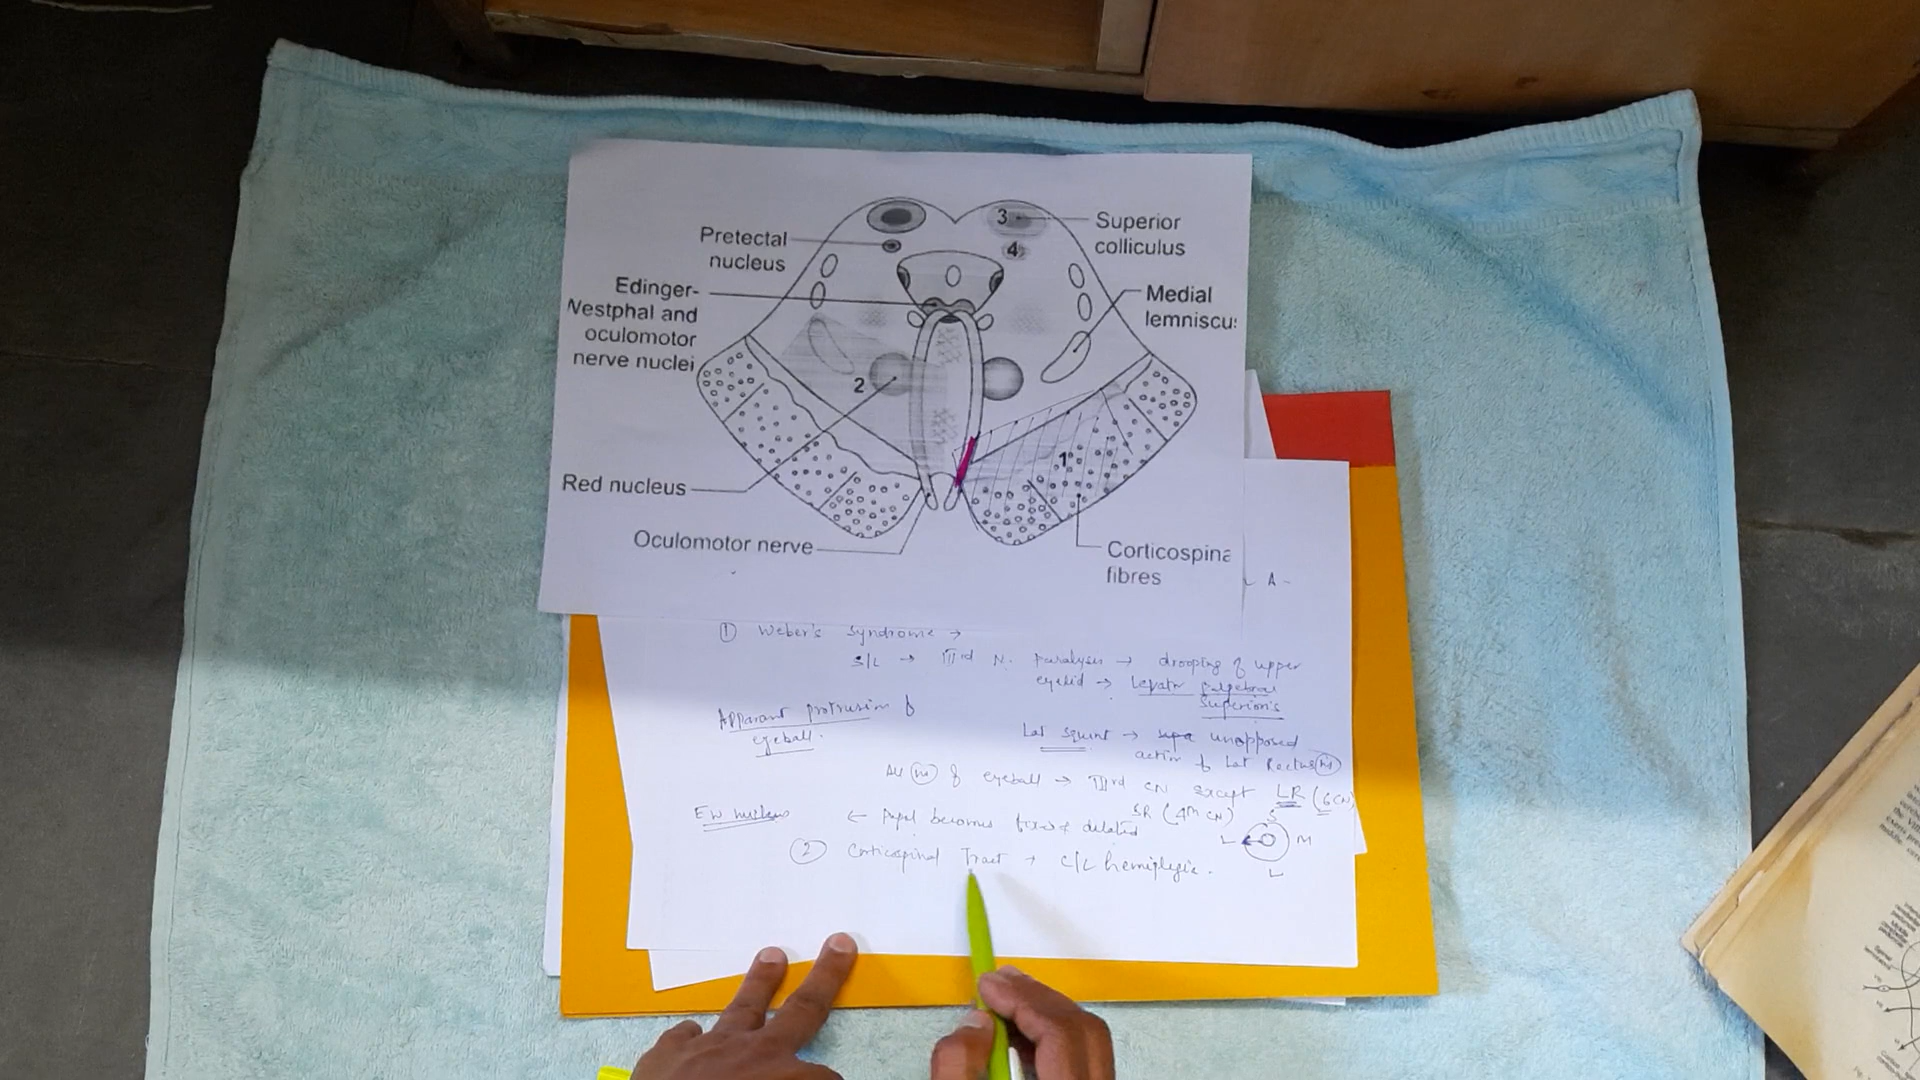 3
Superior
colliculus
Pretectal
nucleus
4
Edinger-
Westphal and
oculomotor
nerve nuclei
Medial
lemniscus
2
1
Red nucleus
Oculomotor nerve
Corticospina
fibres
A-
① Weber's Syndrome →
S/L → IIIrd N. Paralysis → drooping of upper
eyelid → Levator Palpebrae
Superioris
Apparant protrusion of
eyeball.
Lat squint → unopposed
action of Lat Rectus (M)
All (M) of eyeball → IIIrd CN except LR (6 CN)
SR (4th CN)
EW nucleus ← Pupil becomes fixed dilated
S
L M
L
② Corticospinal Tract → C/L hemiplegia.